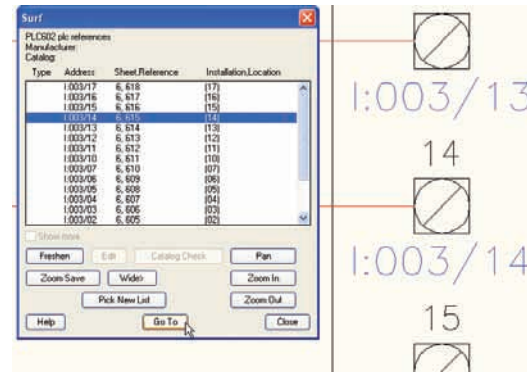 Surf
PLC602 plc references
Manufacturer:
Catalog:
Type Address Sheet,Reference Installation,Location
I:003/17 6, 618 (17)
I:003/16 6, 617 (16)
I:003/15 6, 616 (15)
I:003/14 6, 615 (14)
I:003/13 6, 614 (13)
I:003/12 6, 613 (12)
I:003/11 6, 612 (11)
I:003/10 6, 611 (10)
I:003/07 6, 610 (07)
I:003/06 6, 609 (06)
I:003/05 6, 608 (05)
I:003/04 6, 607 (04)
I:003/03 6, 606 (03)
I:003/02 6, 605 (02)
Show more
Freshen Edit Catalog Check Pan
Zoom Save Wide> Zoom In
Pick New List Zoom Out
Help Go To Close
I:003/13
14
I:003/14
15